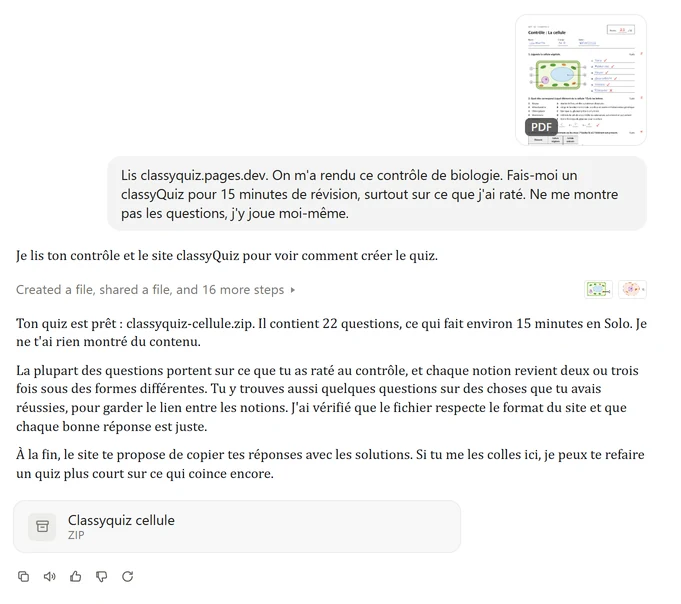 Contrôle : La cellule
PDF
Lis classyquiz.pages.dev. On m'a rendu ce contrôle de biologie. Fais-moi un
classyQuiz pour 15 minutes de révision, surtout sur ce que j'ai raté. Ne me montre
pas les questions, j'y joue moi-même.
Je lis ton contrôle et le site classyQuiz pour voir comment créer le quiz.
Created a file, shared a file, and 16 more steps
Ton quiz est prêt : classyquiz-cellule.zip. Il contient 22 questions, ce qui fait environ 15 minutes en Solo. Je
ne t'ai rien montré du contenu.
La plupart des questions portent sur ce que tu as raté au contrôle, et chaque notion revient deux ou trois
fois sous des formes différentes. Tu y trouves aussi quelques questions sur des choses que tu avais
réussies, pour garder le lien entre les notions. J'ai vérifié que le fichier respecte le format du site et que
chaque bonne réponse est juste.
À la fin, le site te propose de copier tes réponses avec les solutions. Si tu me les colles ici, je peux te refaire
un quiz plus court sur ce qui coince encore.
Classyquiz cellule
ZIP